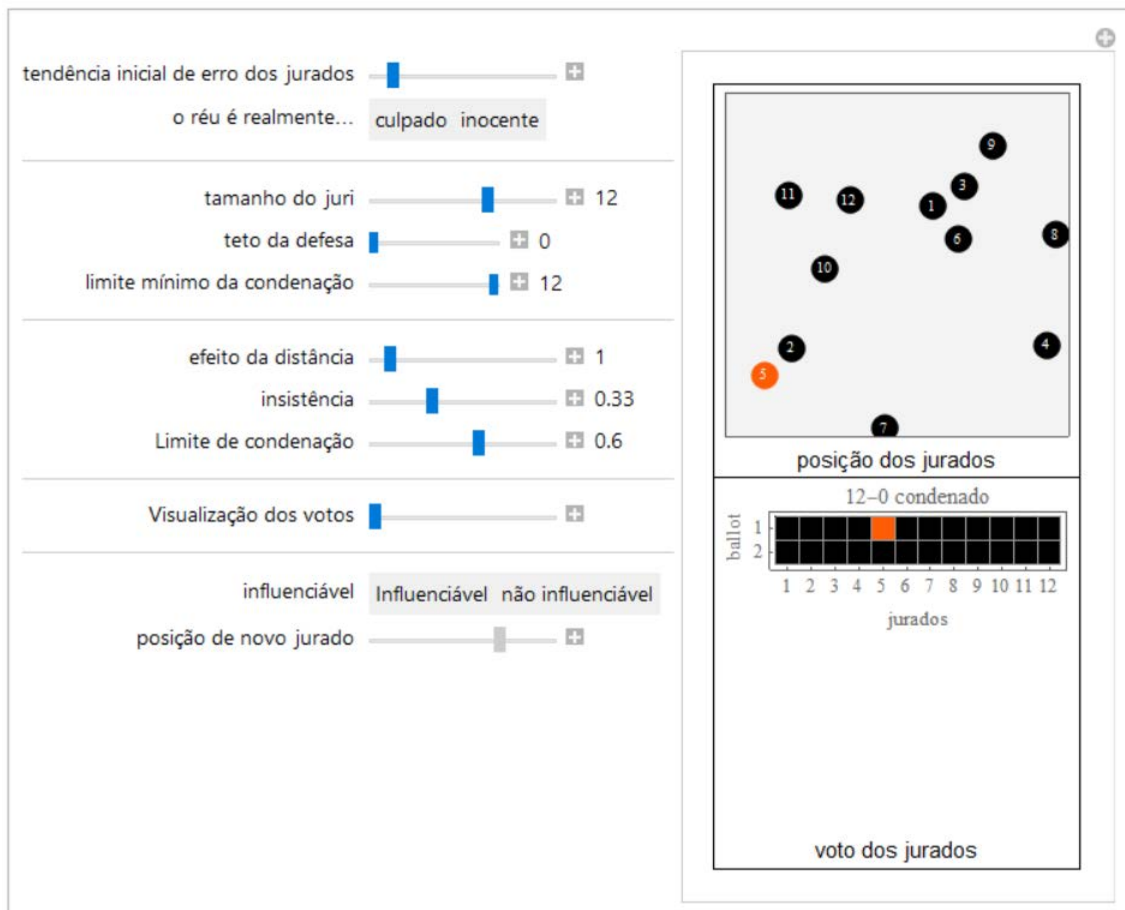 tendência inicial de erro dos jurados
o réu é realmente... culpado inocente
tamanho do juri 12
teto da defesa 0
limite mínimo da condenação 12
efeito da distância 1
insistência 0.33
Limite de condenação 0.6
Visualização dos votos
influenciável Influenciável não influenciável
posição de novo jurado
9
11
12
3
1
6
8
10
2
4
5
7
posição dos jurados
12–0 condenado
ballot
1
2
1 2 3 4 5 6 7 8 9 10 11 12
jurados
voto dos jurados